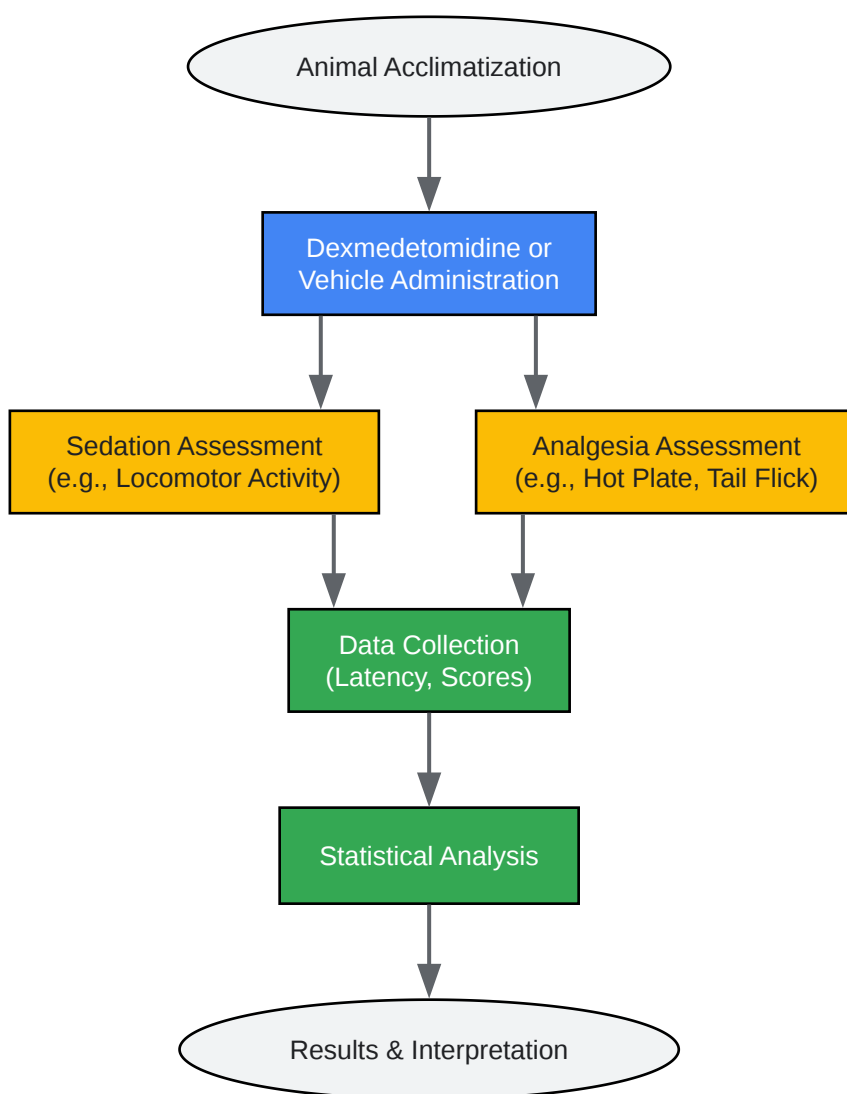 Animal Acclimatization
Dexmedetomidine or
Vehicle Administration
Sedation Assessment
(e.g., Locomotor Activity)
Analgesia Assessment
(e.g., Hot Plate, Tail Flick)
Data Collection
(Latency, Scores)
Statistical Analysis
Results & Interpretation